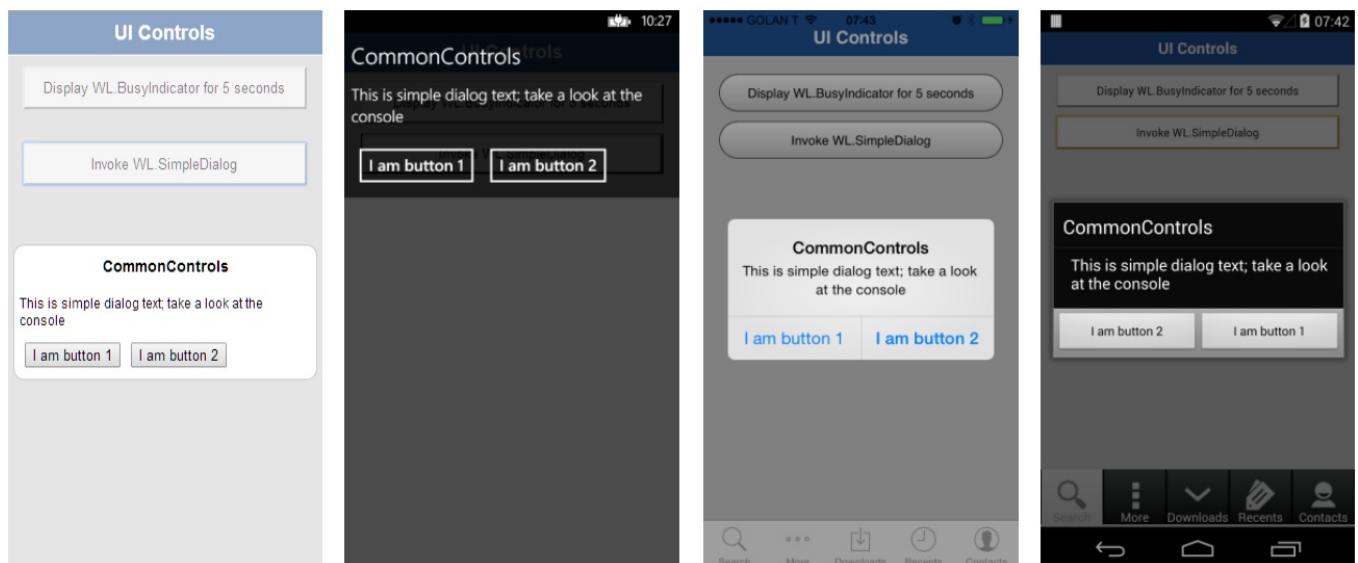 UI Controls
Display WL.BusyIndicator for 5 seconds
Invoke WL.SimpleDialog
CommonControls
This is simple dialog text; take a look at the
console
I am button 1
I am button 2
10:27
CommonControls
This is simple dialog text; take a look at the
console
I am button 1
I am button 2
GOLAN T 07:43
UI Controls
Display WL.BusyIndicator for 5 seconds
Invoke WL.SimpleDialog
CommonControls
This is simple dialog text; take a look
at the console
I am button 1
I am button 2
Search More Downloads Recents Contacts
07:42
UI Controls
Display WL.BusyIndicator for 5 seconds
Invoke WL.SimpleDialog
CommonControls
This is simple dialog text; take a look
at the console
I am button 2
I am button 1
Search More Downloads Recents Contacts